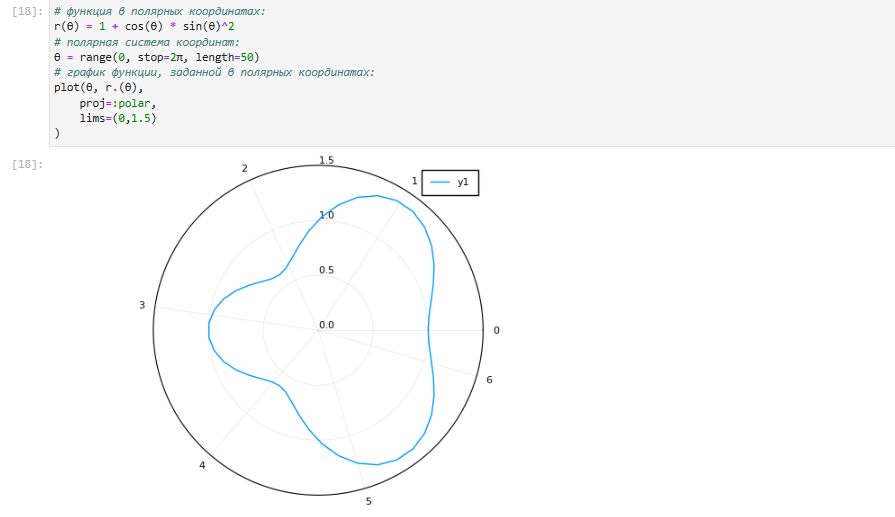 [18]: # функция в полярных координатах:
r(θ) = 1 + cos(θ) * sin(θ)^2
# полярная система координат:
θ = range(0, stop=2π, length=50)
# график функции, заданной в полярных координатах:
plot(θ, r.(θ),
    proj=:polar,
    lims=(0,1.5)
)
[18]:
1.5
2
1
y1
1.0
0.5
3
0.0
0
6
4
5